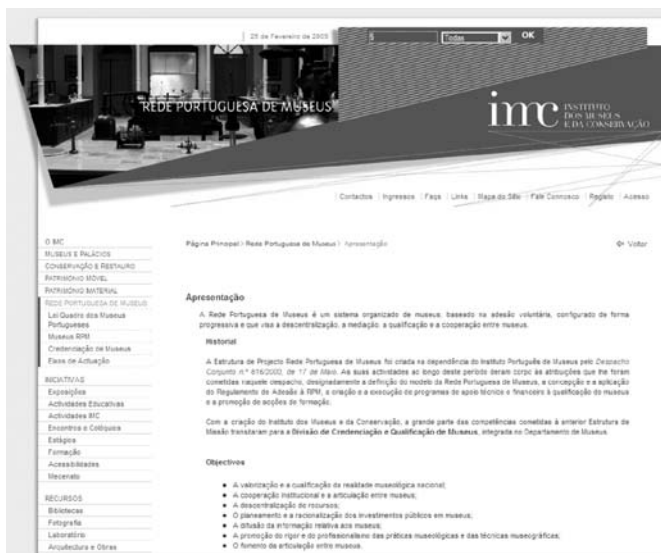 25 de Fevereiro de 2009
5
Todas
OK
REDE PORTUGUESA DE MUSEUS
imc INSTITUTO
DOS MUSEUS
E DA CONSERVAÇÃO
Contactos | Ingressos | Faqs | Links | Mapa do Site | Fale Connosco | Registo | Acesso
O IMC
MUSEUS E PALÁCIOS
CONSERVAÇÃO E RESTAURO
PATRIMÓNIO MÓVEL
PATRIMÓNIO IMATERIAL
REDE PORTUGUESA DE MUSEUS
Lei Quadro dos Museus
Portugueses
Museus RPM
Credenciação de Museus
Eixos de Actuação
INICIATIVAS
Exposições
Actividades Educativas
Actividades IMC
Encontros e Colóquios
Estágios
Formação
Acessibilidades
Mecenato
RECURSOS
Bibliotecas
Fotografia
Laboratório
Arquitectura e Obras
Página Principal > Rede Portuguesa de Museus > Apresentação
Voltar
Apresentação
A Rede Portuguesa de Museus é um sistema organizado de museus, baseado na adesão voluntária, configurado de forma
progressiva e que visa a descentralização, a mediação, a qualificação e a cooperação entre museus.
Historial
A Estrutura de Projecto Rede Portuguesa de Museus foi criada na dependência do Instituto Português de Museus pelo Despacho
Conjunto n.º 616/2000, de 17 de Maio. As suas actividades ao longo deste período deram corpo às atribuições que lhe foram
cometidas naquele despacho, designadamente a definição do modelo da Rede Portuguesa de Museus, a concepção e a aplicação
do Regulamento de Adesão à RPM, a criação e a execução de programas de apoio técnico e financeiro à qualificação de museus
e a promoção de acções de formação.
Com a criação do Instituto dos Museus e da Conservação, a grande parte das competências cometidas à anterior Estrutura de
Missão transitaram para a Divisão de Credenciação e Qualificação de Museus, integrada no Departamento de Museus.
Objectivos
● A valorização e a qualificação da realidade museológica nacional;
● A cooperação institucional e a articulação entre museus;
● A descentralização de recursos;
● O planeamento e a racionalização dos investimentos públicos em museus;
● A difusão da informação relativa aos museus;
● A promoção do rigor e do profissionalismo das práticas museológicas e das técnicas museográficas;
● O fomento da articulação entre museus.